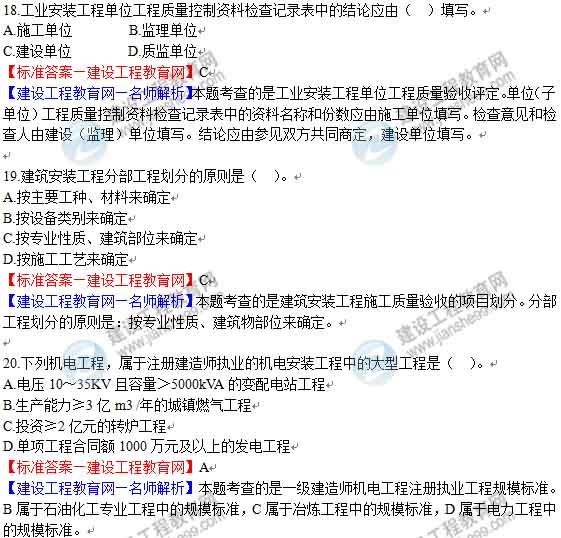 18.工业安装工程单位工程质量控制资料检查记录表中的结论应由（ ）填写。
A.施工单位 B.监理单位
C.建设单位 D.质监单位
【标准答案—建设工程教育网】C
【建设工程教育网—名师解析】本题考查的是工业安装工程单位工程质量验收评定。单位（子
单位）工程质量控制资料检查记录表中的资料名称和份数应由施工单位填写。检查意见和检
查人由建设（监理）单位填写。结论应由参见双方共同商定，建设单位填写。
19.建筑安装工程分部工程划分的原则是（ ）。
A.按主要工种、材料来确定
B.按设备类别来确定
C.按专业性质、建筑部位来确定
D.按施工工艺来确定
【标准答案—建设工程教育网】C
【建设工程教育网—名师解析】本题考查的是建筑安装工程施工质量验收的项目划分。分部
工程划分的原则是：按专业性质、建筑物部位来确定。
20.下列机电工程，属于注册建造师执业的机电安装工程中的大型工程是（ ）。
A.电压 10～35KV 且容量＞5000kVA 的变配电站工程
B.生产能力≥3 亿 m3 /年的城镇燃气工程
C.投资≥2 亿元的转炉工程
D.单项工程合同额 1000 万元及以上的发电工程
【标准答案—建设工程教育网】A
【建设工程教育网—名师解析】本题考查的是一级建造师机电工程注册执业工程规模标准。
B 属于石油化工专业工程中的规模标准，C 属于冶炼工程中的规模标准，D 属于电力工程中
的规模标准。
建设工程教育网
www.jianshe99.com